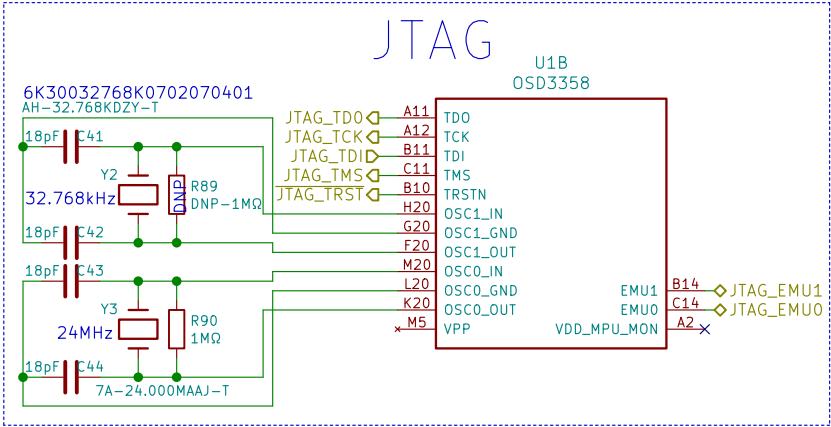 JTAG
U1B
OSD3358
6K30032768K0702070401
AH-32.768KDZY-T
18pF C41
Y2
32.768kHz
R89
DNP
DNP-1MΩ
18pF C42
18pF C43
Y3
24MHz
R90
1MΩ
18pF C44
7A-24.000MAAJ-T
JTAG_TDO A11 TDO
JTAG_TCK A12 TCK
JTAG_TDI B11 TDI
JTAG_TMS C11 TMS
JTAG_TRST B10 TRSTN
H20 OSC1_IN
G20 OSC1_GND
F20 OSC1_OUT
M20 OSC0_IN
L20 OSC0_GND
K20 OSC0_OUT
M5 VPP
EMU1 B14 JTAG_EMU1
EMU0 C14 JTAG_EMU0
VDD_MPU_MON A2